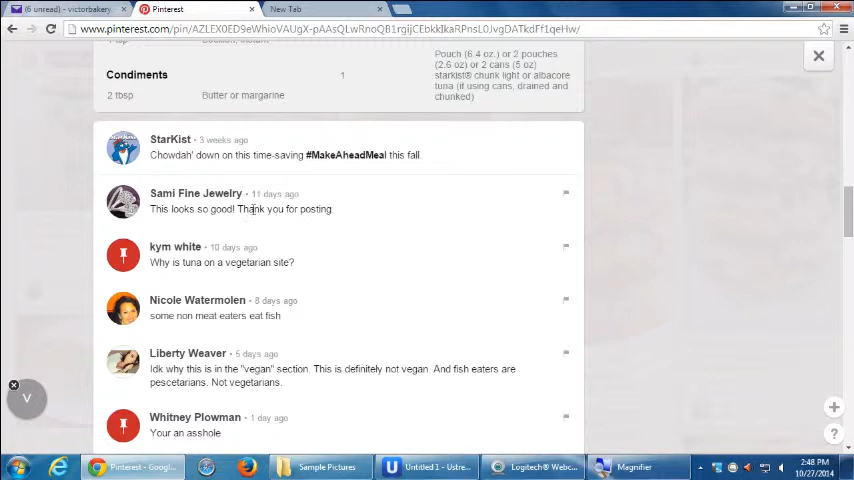 (6 unread) - victorbakery
Pinterest
New Tab
www.pinterest.com/pin/
Pouch (6.4 oz.) or 2 pouches
(2.6 oz) or 2 cans (5 oz)
Condiments
1
starkist® chunk light or albacore
tuna (if using cans, drained and
chunked)
2 tbsp
Butter or margarine
StarKist • 3 weeks ago
Chowdah' down on this time-saving #MakeAheadMeal this fall.
Sami Fine Jewelry • 11 days ago
This looks so good! Thank you for posting.
kym white • 10 days ago
Why is tuna on a vegetarian site?
Nicole Watermolen • 8 days ago
some non meat eaters eat fish
Liberty Weaver • 5 days ago
Idk why this is in the "vegan" section. This is definitely not vegan. And fish eaters are
pescetarians. Not vegetarians.
V
Whitney Plowman • 1 day ago
Your an asshole
?
Pinterest - Googl...
Sample Pictures
Untitled 1 - Ustre...
Logitech® Webc...
Magnifier
2:48 PM
10/27/2014